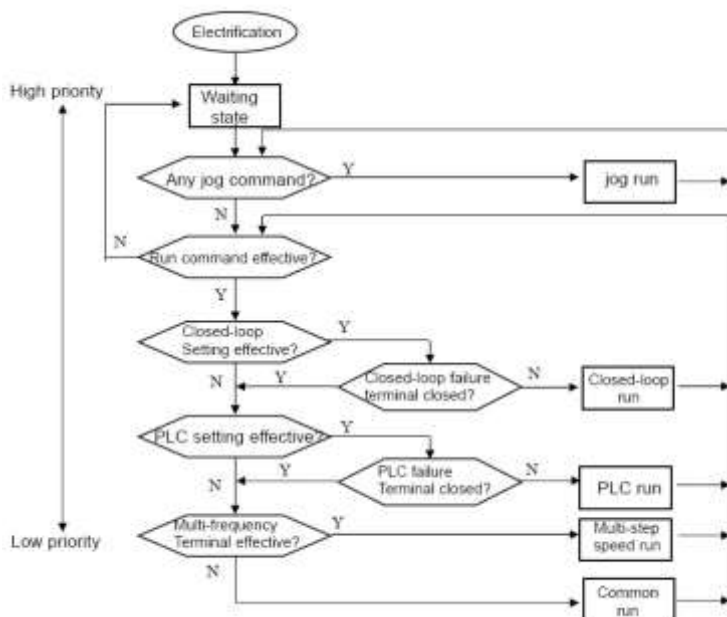 Electrification
High priority
Waiting
state
Any jog command?
Y
jog run
N
N
Run command effective?
Y
Closed-loop
Setting effective?
Y
N
Y
Closed-loop failure
terminal closed?
N
Closed-loop
run
PLC setting effective?
Y
N
Y
PLC failure
Terminal closed?
N
PLC run
Low priority
Multi-frequency
Terminal effective?
Y
Multi-step
speed run
N
Common
run